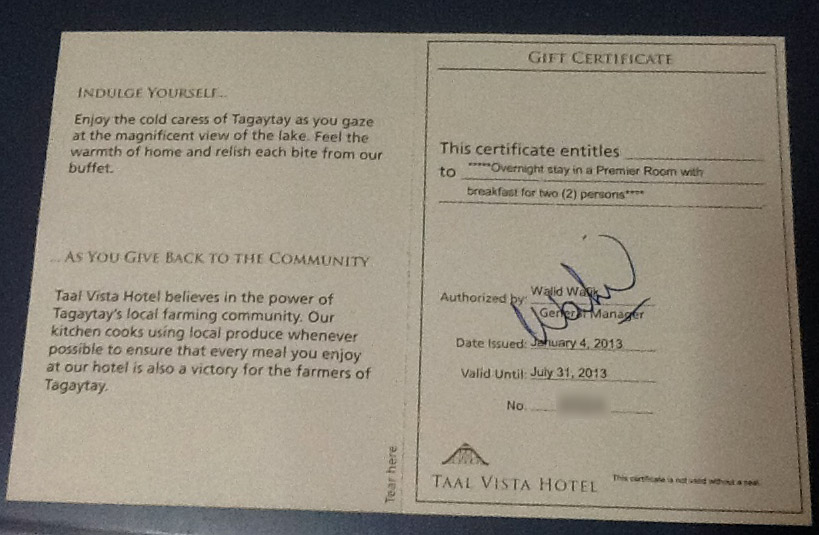 INDULGE YOURSELF...
Enjoy the cold caress of Tagaytay as you gaze
at the magnificent view of the lake. Feel the
warmth of home and relish each bite from our
buffet.
...AS YOU GIVE BACK TO THE COMMUNITY
Taal Vista Hotel believes in the power of
Tagaytay's local farming community. Our
kitchen cooks using local produce whenever
possible to ensure that every meal you enjoy
at our hotel is also a victory for the farmers of
Tagaytay.
Tear here
GIFT CERTIFICATE
This certificate entitles
to *****Overnight stay in a Premier Room with
breakfast for two (2) persons****
Authorized by: Walid Wafik
General Manager
Date Issued: January 4, 2013
Valid Until: July 31, 2013
No.
TAAL VISTA HOTEL
This certificate is not valid without a seal.